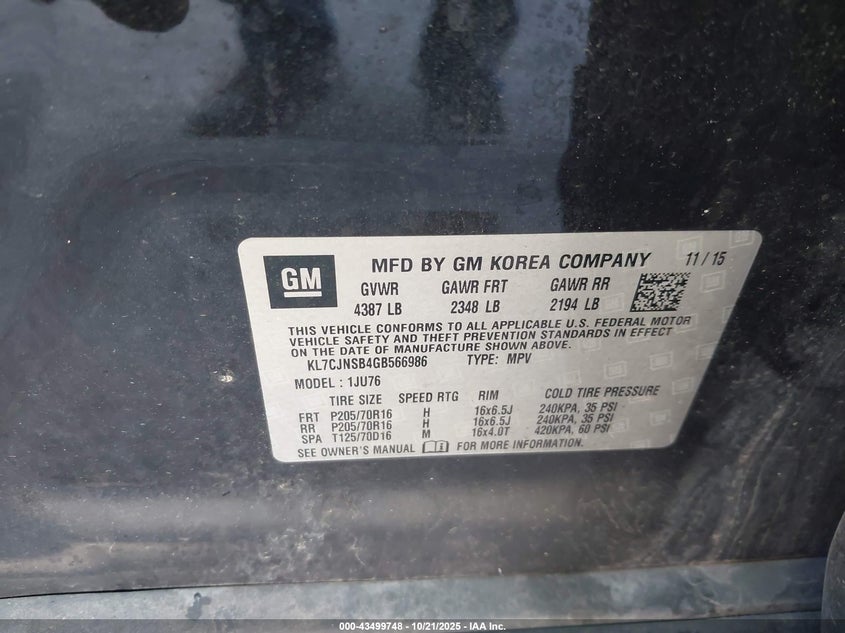 GM
MFD BY GM KOREA COMPANY 11 / 15
GVWR GAWR FRT GAWR RR
4387 LB 2348 LB 2194 LB
THIS VEHICLE CONFORMS TO ALL APPLICABLE U.S. FEDERAL MOTOR
VEHICLE SAFETY AND THEFT PREVENTION STANDARDS IN EFFECT
ON THE DATE OF MANUFACTURE SHOWN ABOVE.
KL7CJNSB4GB566986 TYPE: MPV
MODEL : 1JU76
TIRE SIZE SPEED RTG RIM COLD TIRE PRESSURE
FRT P205/70R16 H 16x6.5J 240KPA, 35 PSI
RR P205/70R16 H 16x6.5J 240KPA, 35 PSI
SPA T125/70D16 M 16x4.0T 420KPA, 60 PSI
SEE OWNER'S MANUAL FOR MORE INFORMATION.
000-43499748 - 10/21/2025 - IAA Inc.